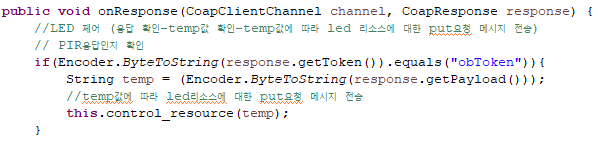 public void onResponse(CoapClientChannel channel, CoapResponse response) {
//LED 제어 (응답 확인-temp값 확인-temp값에 따라 led 리소스에 대한 put요청 메시지 전송)
// PIR응답인지 확인
if(Encoder.ByteToString(response.getToken()).equals("obToken")){
String temp = (Encoder.ByteToString(response.getPayload()));
//temp값에 따라 led리소스에 대한 put요청 메시지 전송
this.control_resource(temp);
}